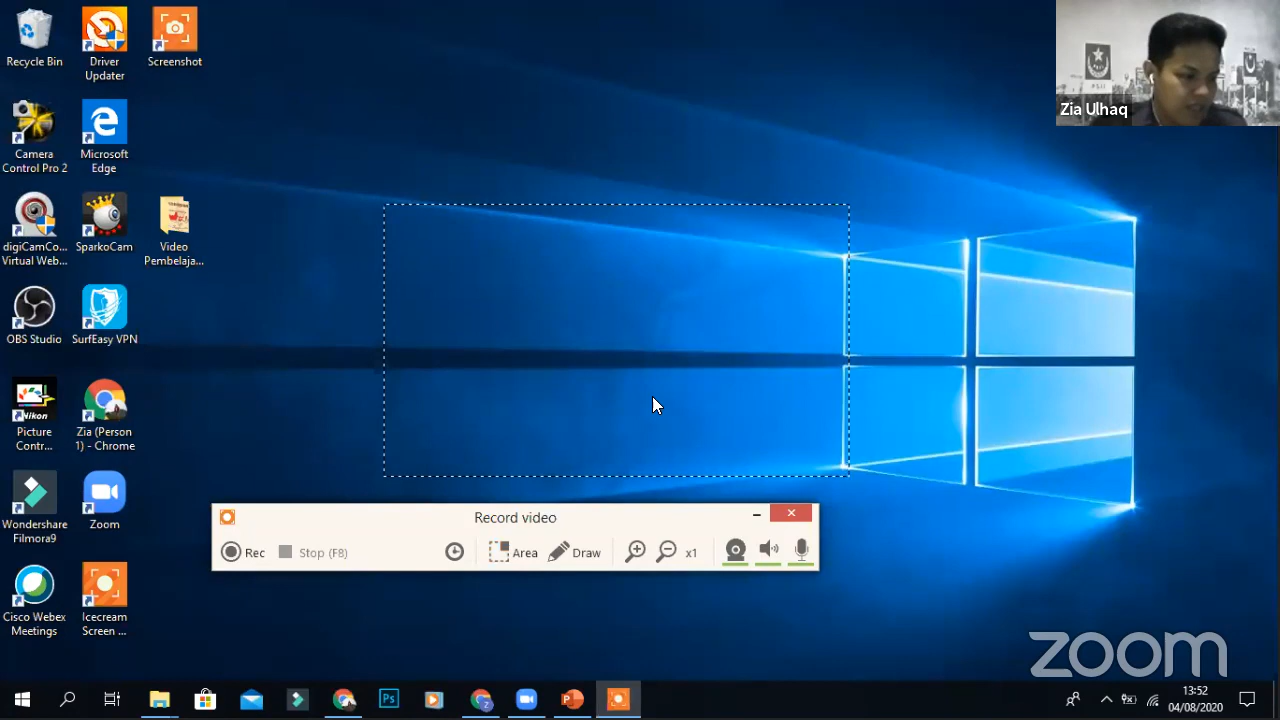 Recycle Bin
Driver
Updater
Screenshot
Camera
Control Pro 2
Microsoft
Edge
digiCamCo...
Virtual Web...
SparkoCam
Video
Pembelaja...
OBS Studio
SurfEasy VPN
Nikon
Picture
Contr...
Zia (Person
1) - Chrome
Wondershare
Filmora9
Zoom
Cisco Webex
Meetings
Icecream
Screen ...
Zia Ulhaq
Record video
Rec
Stop (F8)
Area
Draw
x1
zoom
Ps
13:52
04/08/2020